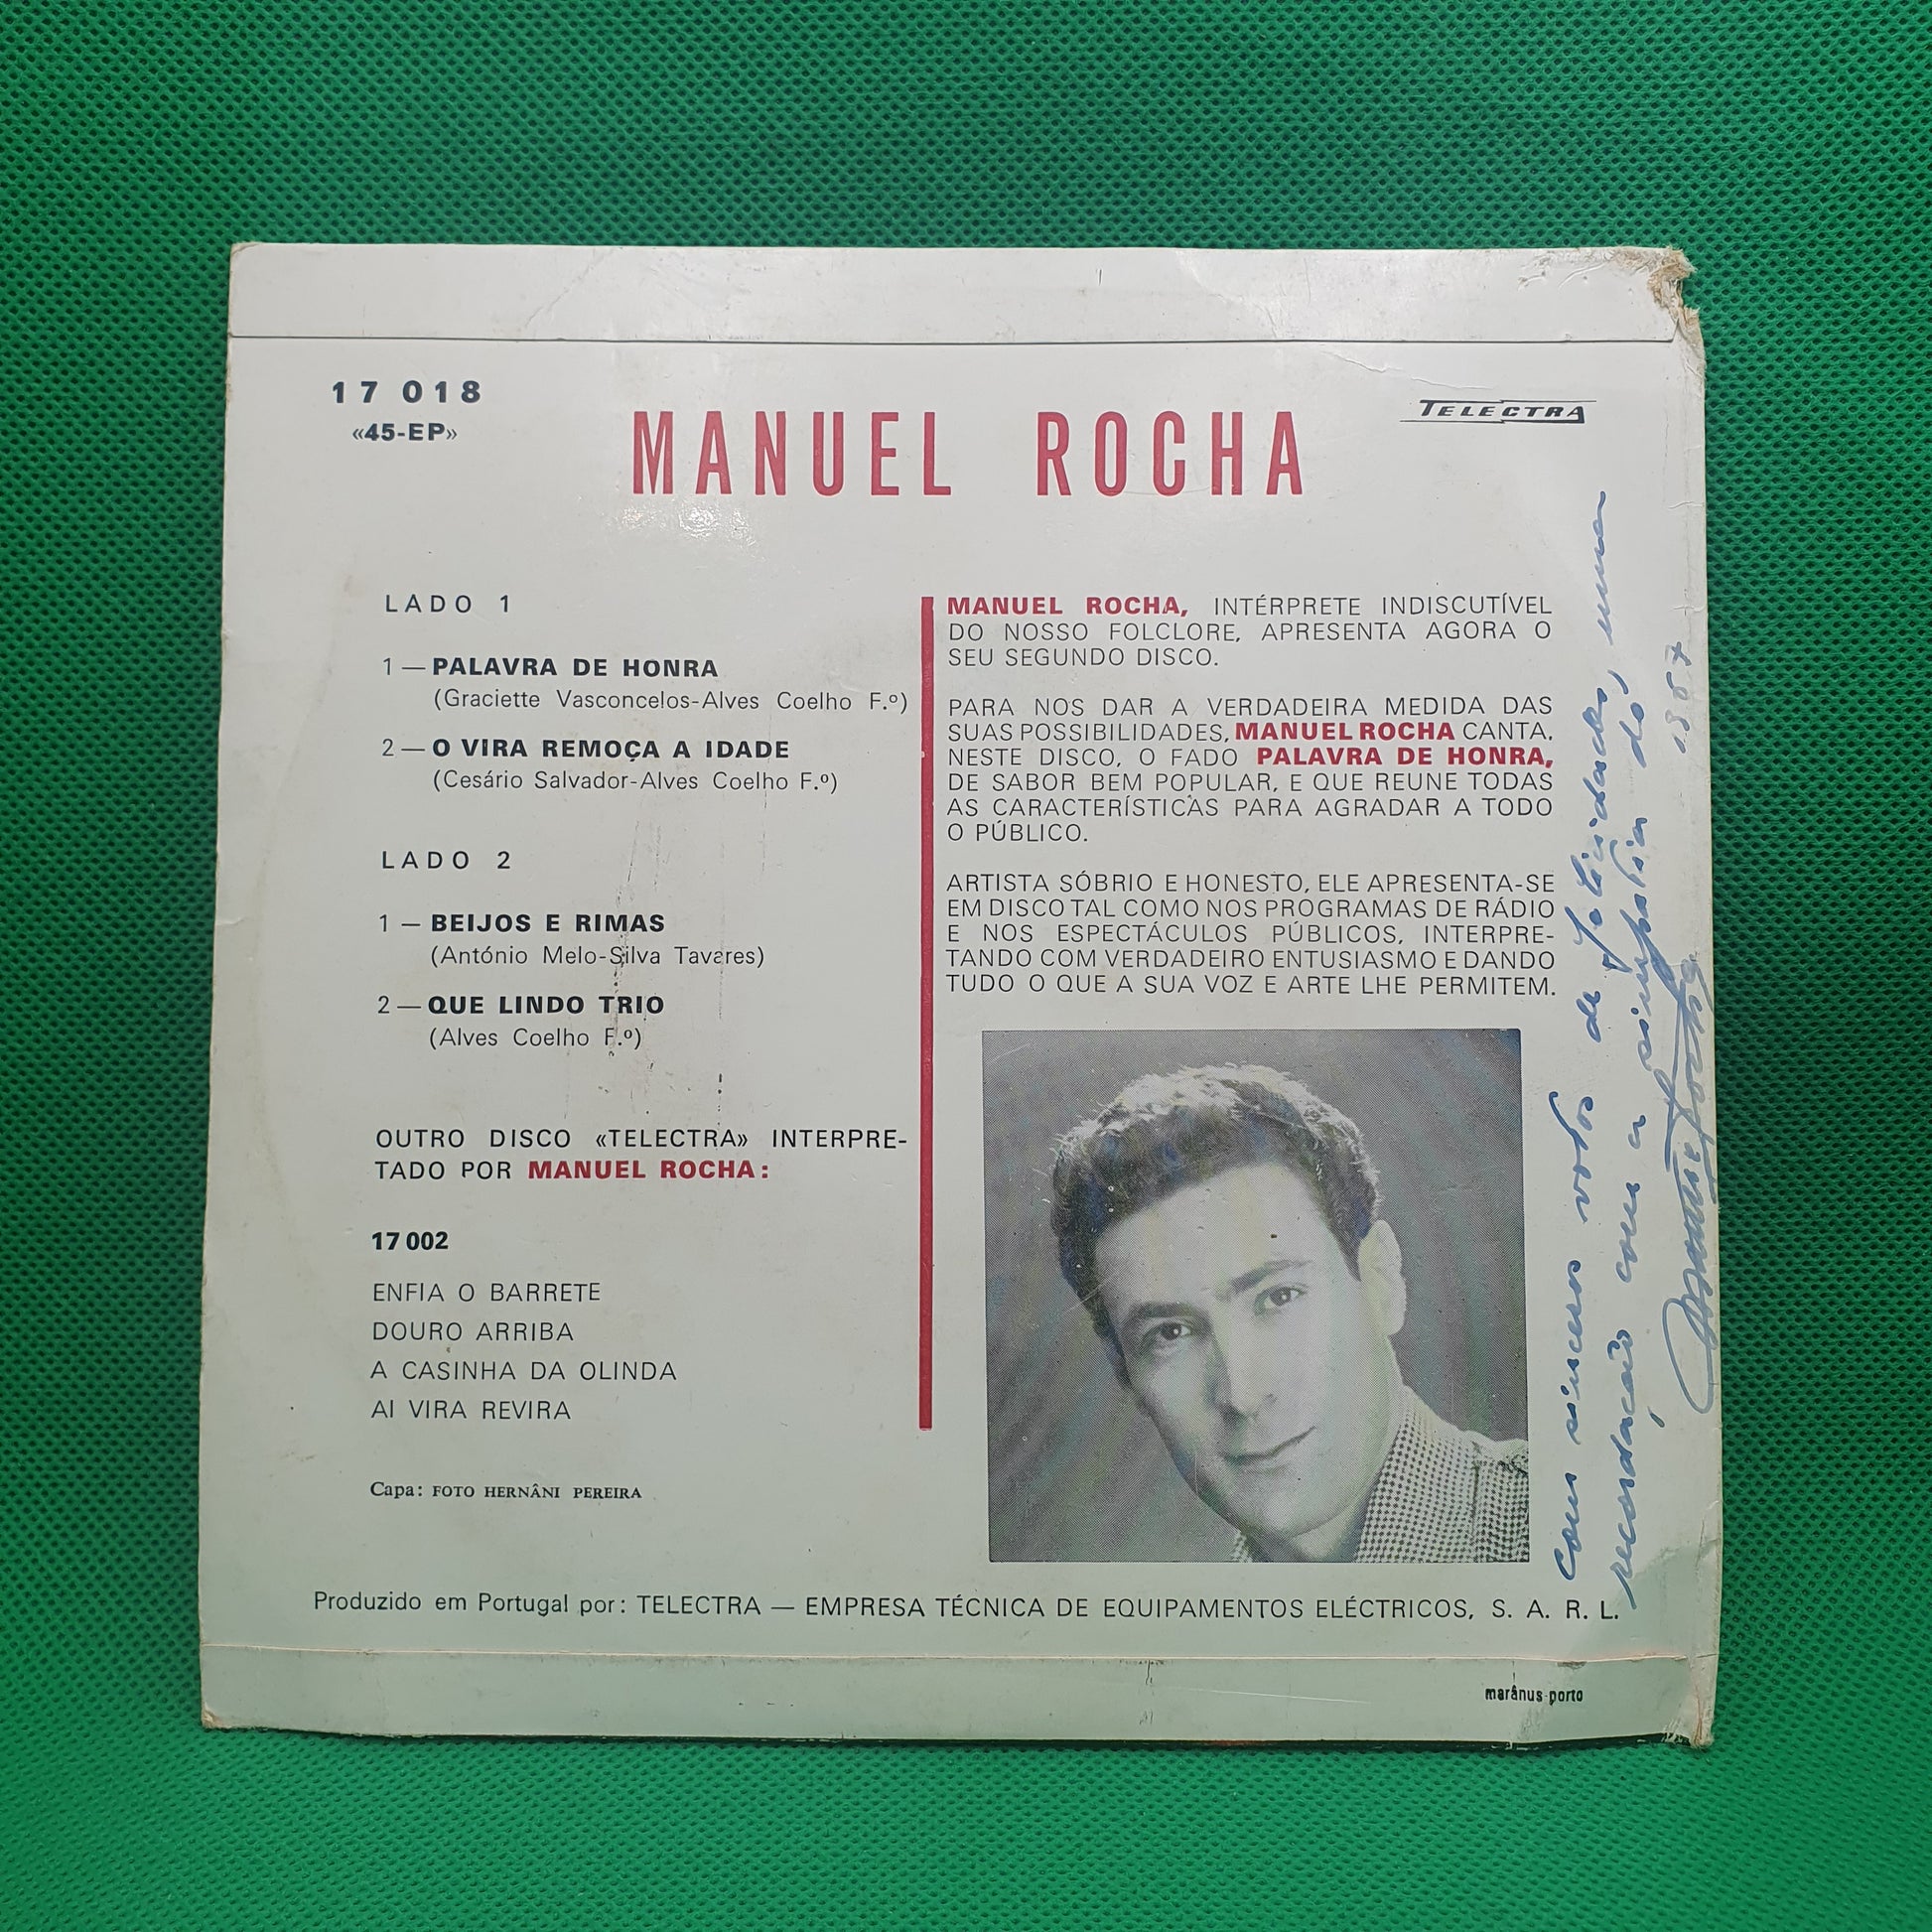 17 018
«45-EP»
MANUEL ROCHA
TELECTRA
LADO 1
1 — PALAVRA DE HONRA
(Graciette Vasconcelos-Alves Coelho F.º)
2 — O VIRA REMOÇA A IDADE
(Cesário Salvador-Alves Coelho F.º)
LADO 2
1 — BEIJOS E RIMAS
(António Melo-Silva Tavares)
2 — QUE LINDO TRIO
(Alves Coelho F.º)
OUTRO DISCO «TELECTRA» INTERPRE-
TADO POR MANUEL ROCHA:
17 002
ENFIA O BARRETE
DOURO ARRIBA
A CASINHA DA OLINDA
AI VIRA REVIRA
Capa: FOTO HERNÂNI PEREIRA
MANUEL ROCHA, INTÉRPRETE INDISCUTÍVEL
DO NOSSO FOLCLORE, APRESENTA AGORA O
SEU SEGUNDO DISCO.
PARA NOS DAR A VERDADEIRA MEDIDA DAS
SUAS POSSIBILIDADES, MANUEL ROCHA CANTA,
NESTE DISCO, O FADO PALAVRA DE HONRA,
DE SABOR BEM POPULAR, E QUE REUNE TODAS
AS CARACTERÍSTICAS PARA AGRADAR A TODO
O PÚBLICO.
ARTISTA SÓBRIO E HONESTO, ELE APRESENTA-SE
EM DISCO TAL COMO NOS PROGRAMAS DE RÁDIO
E NOS ESPECTÁCULOS PÚBLICOS, INTERPRE-
TANDO COM VERDADEIRO ENTUSIASMO E DANDO
TUDO O QUE A SUA VOZ E ARTE LHE PERMITEM.
Com sinceros votos de felicidades, uma
recordação com a simpatia do,
Manuel Rocha
Produzido em Portugal por: TELECTRA — EMPRESA TÉCNICA DE EQUIPAMENTOS ELÉCTRICOS, S. A. R. L.
marânus-porto